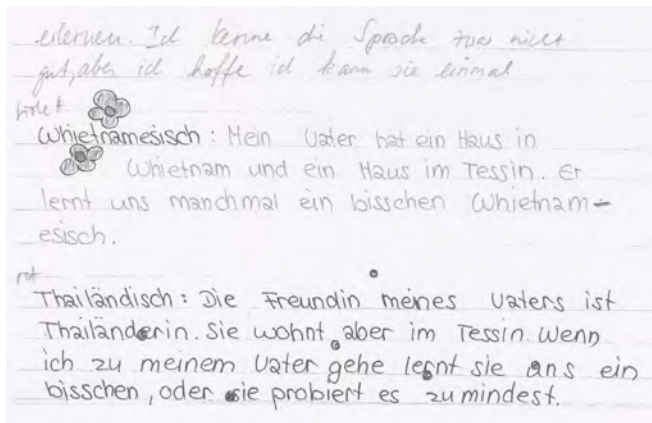 erlernen. Ich kenne die Sprache zwar nicht
gut, aber ich hoffe ich kann sie einmal
violet
Whietnamesisch: Mein Vater hat ein Haus in
Whietnam und ein Haus im Tessin. Er
lernt uns manchmal ein bisschen Whietnam-
esisch.
rot
Thailändisch: Die Freundin meines Vaters ist
Thailänderin. Sie wohnt aber im Tessin. Wenn
ich zu meinem Vater gehe lernt sie uns ein
bisschen, oder sie probiert es zumindest.